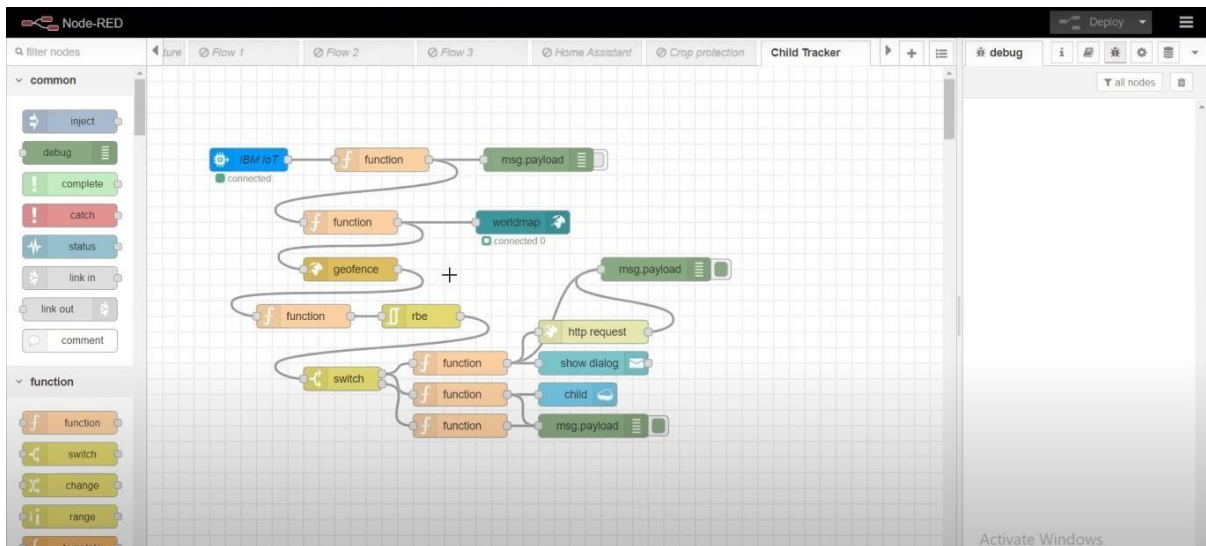 Node-RED
Deploy
filter nodes
ture
Flow 1
Flow 2
Flow 3
Home Assistant
Crop protection
Child Tracker
debug
all nodes
common
inject
debug
complete
catch
status
link in
link out
comment
function
function
switch
change
range
template
IBM IoT
connected
function
msg.payload
function
worldmap
connected 0
geofence
msg.payload
function
rbe
http request
function
show dialog
switch
function
child
function
msg.payload
Activate Windows